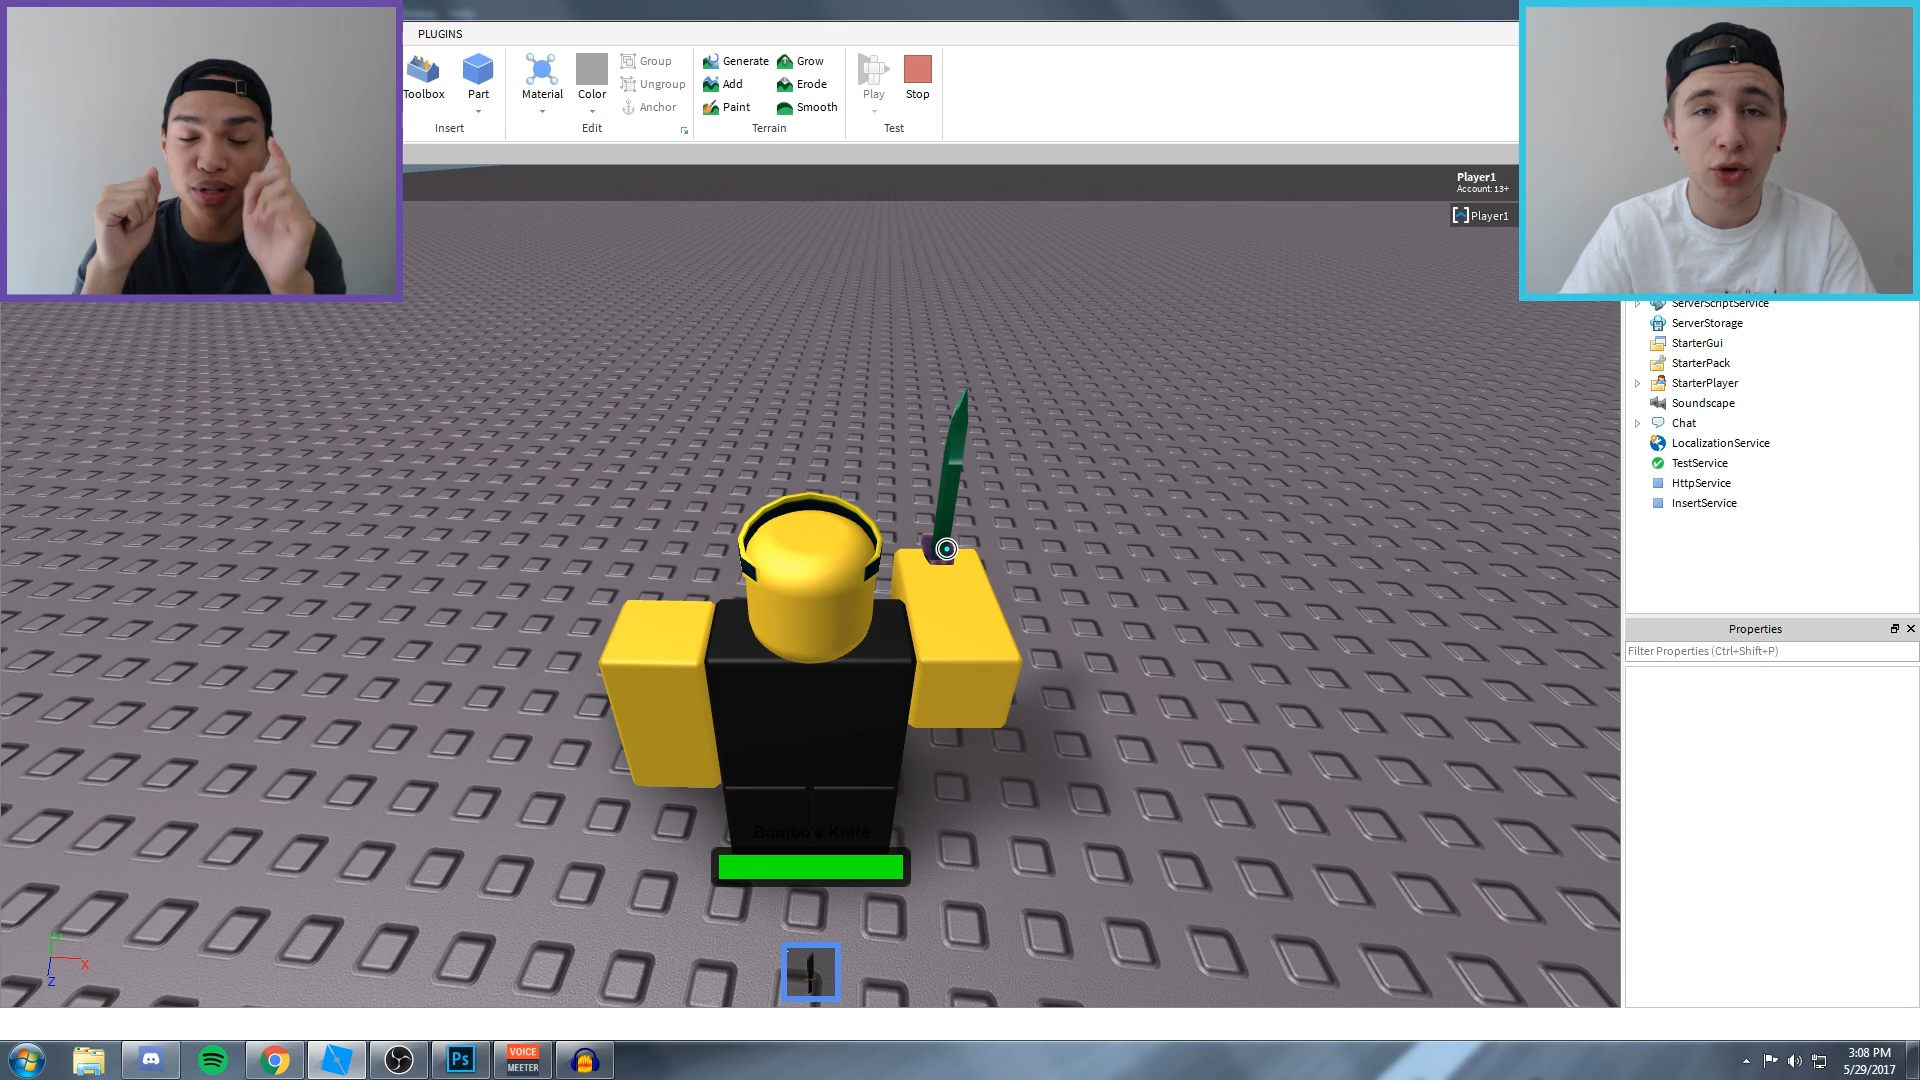 PLUGINS
Toolbox
Part
Insert
Material
Color
Group
Ungroup
Anchor
Edit
Generate
Grow
Add
Erode
Paint
Smooth
Terrain
Play
Stop
Test
Player1
Account: 13+
Player1
ServerScriptService
ServerStorage
StarterGui
StarterPack
StarterPlayer
Soundscape
Chat
LocalizationService
TestService
HttpService
InsertService
Properties
Filter Properties (Ctrl+Shift+P)
Bombo's Knife
Y
X
Z
Ps
VOICE
MEETER
3:08 PM
5/29/2017